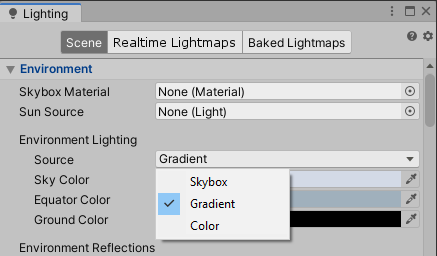 Lighting
Scene Realtime Lightmaps Baked Lightmaps
Environment
Skybox Material None (Material)
Sun Source None (Light)
Environment Lighting
Source Gradient
Sky Color Skybox
Equator Color Gradient
Ground Color Color
Environment Reflections